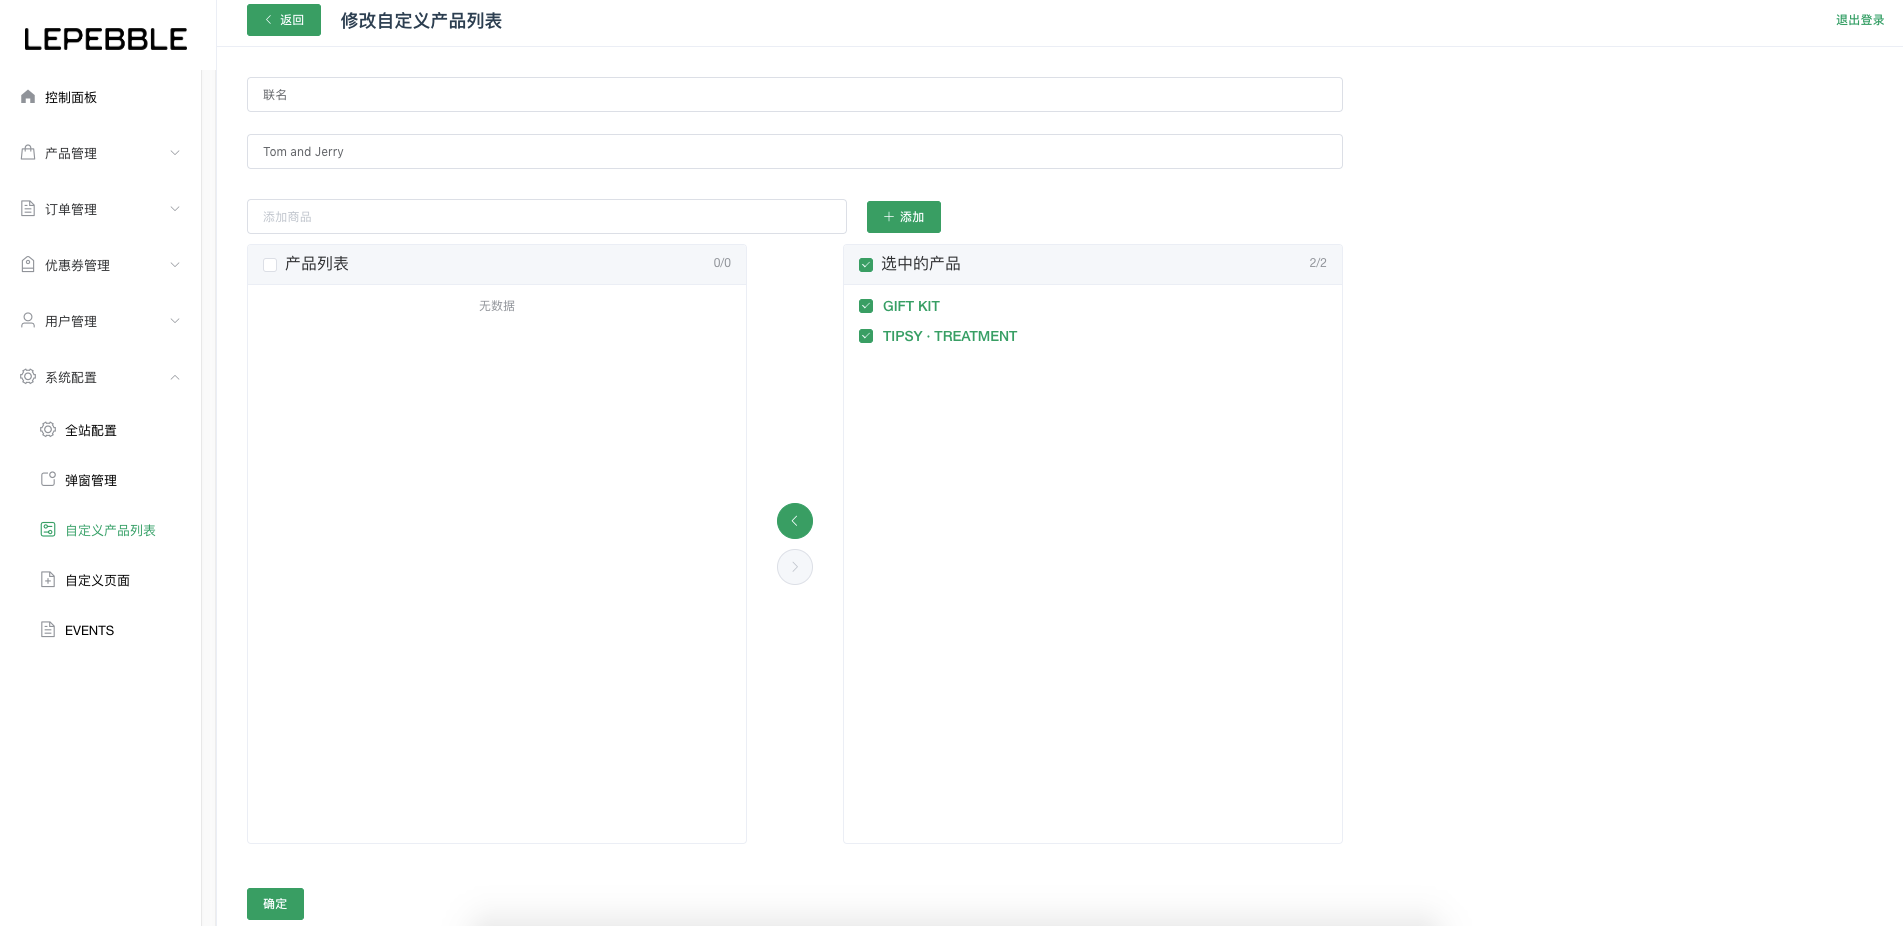 LEPEBBLE
返回
修改自定义产品列表
退出登录
控制面板
产品管理
订单管理
优惠券管理
用户管理
系统配置
全站配置
弹窗管理
自定义产品列表
自定义页面
EVENTS
联名
Tom and Jerry
添加商品
添加
产品列表
0/0
无数据
选中的产品
2/2
GIFT KIT
TIPSY · TREATMENT
确定